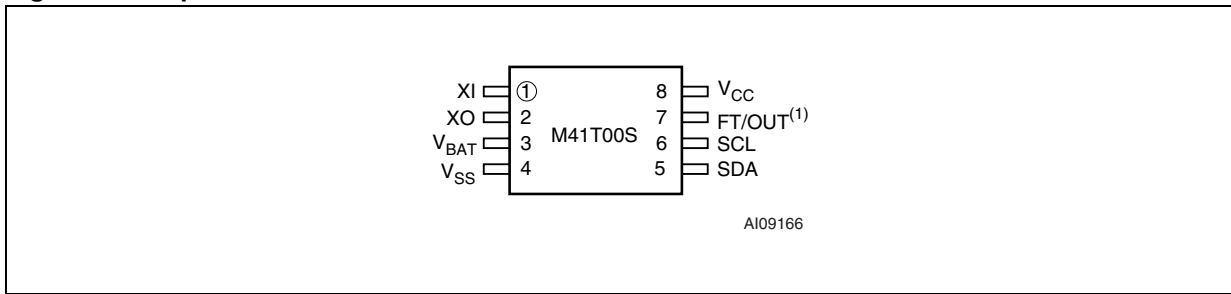 XI 1 8 VCC
XO 2 7 FT/OUT(1)
M41T00S
VBAT 3 6 SCL
VSS 4 5 SDA
AI09166